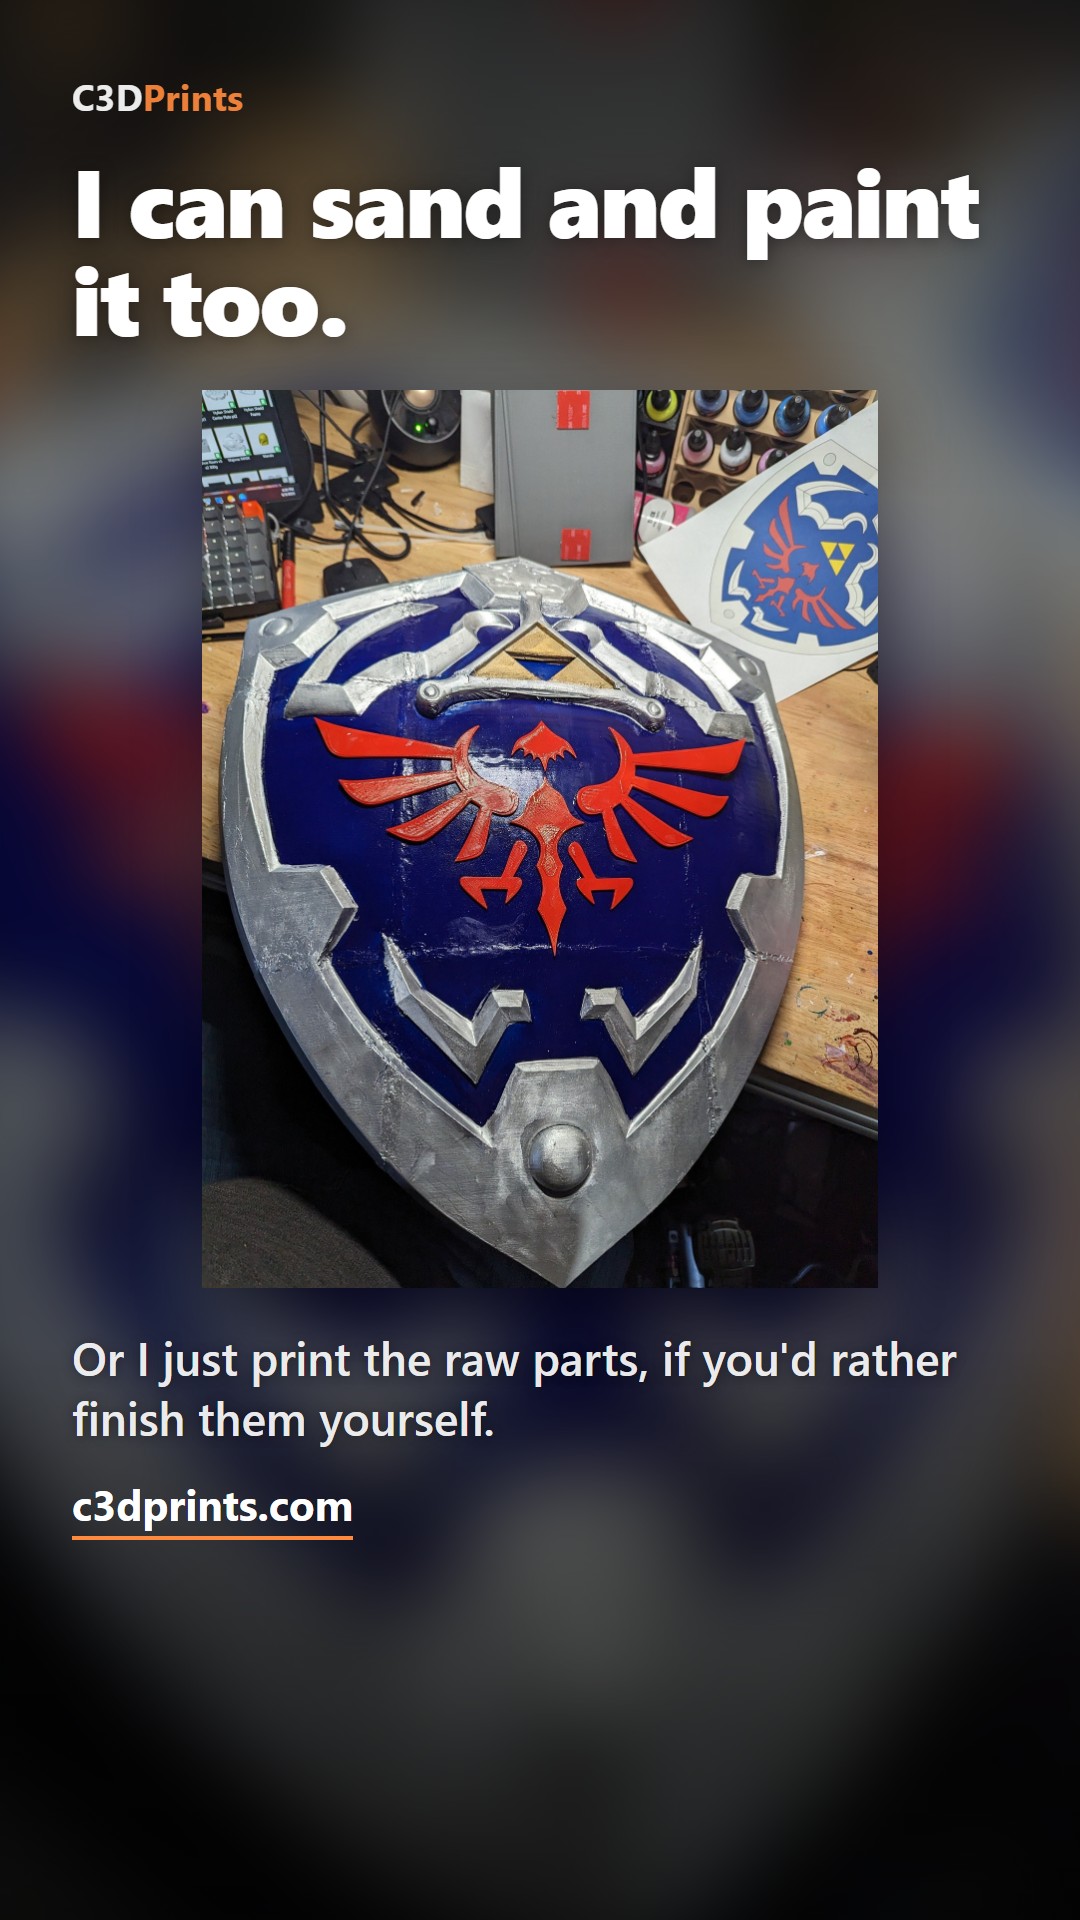 C3DPrints
I can sand and paint
it too.
Or I just print the raw parts, if you'd rather
finish them yourself.
c3dprints.com